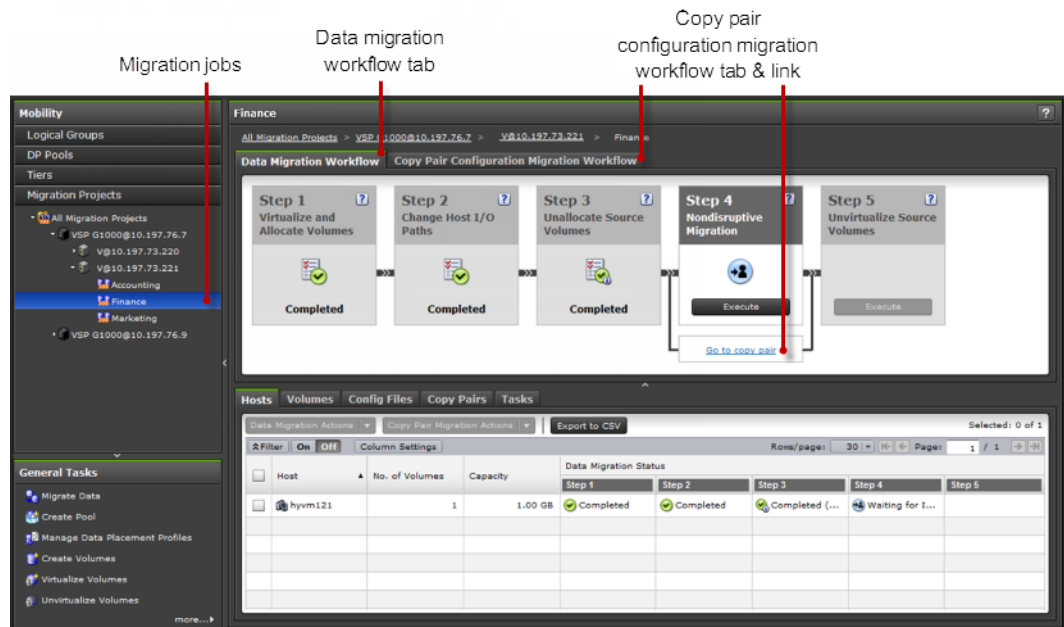 Migration jobs
Data migration
workflow tab
Copy pair
configuration migration
workflow tab & link
Mobility
Logical Groups
DP Pools
Tiers
Migration Projects
All Migration Projects
VSP G1000@10.197.76.7
V@10.197.73.220
V@10.197.73.221
Accounting
Finance
Marketing
VSP G1000@10.197.76.9
General Tasks
Migrate Data
Create Pool
Manage Data Placement Profiles
Create Volumes
Virtualize Volumes
Unvirtualize Volumes
more...
Finance ?
All Migration Projects > VSP G1000@10.197.76.7 > V@10.197.73.221 > Finance
Data Migration Workflow Copy Pair Configuration Migration Workflow
Step 1 ?
Virtualize and
Allocate Volumes
Completed
Step 2 ?
Change Host I/O
Paths
Completed
Step 3 ?
Unallocate Source
Volumes
Completed
Step 4 ?
Nondisruptive
Migration
Execute
Go to copy pair
Step 5 ?
Unvirtualize Source
Volumes
Execute
Hosts Volumes Config Files Copy Pairs Tasks
Data Migration Actions Copy Pair Migration Actions Export to CSV Selected: 0 of 1
Filter On Off Column Settings Rows/page: 30 Page: 1 / 1
Host No. of Volumes Capacity Data Migration Status
Step 1 Step 2 Step 3 Step 4 Step 5
hyvm121 1 1.00 GB Completed Completed Completed (... Waiting for I...